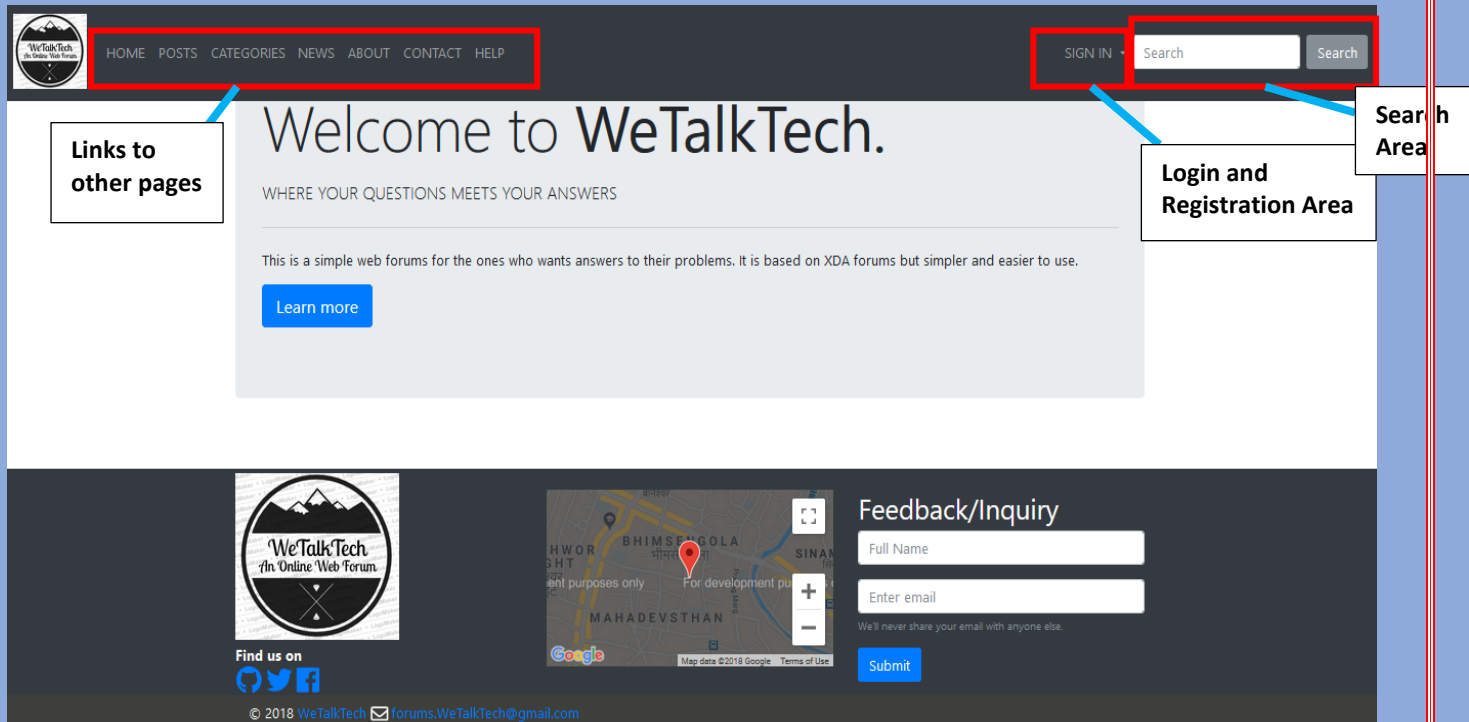 WeTalkTech
An Online Web Forum
HOME POSTS CATEGORIES NEWS ABOUT CONTACT HELP
SIGN IN
Search
Search
Search
Area
Links to
other pages
Login and
Registration Area
Welcome to WeTalkTech.
WHERE YOUR QUESTIONS MEETS YOUR ANSWERS
This is a simple web forums for the ones who wants answers to their problems. It is based on XDA forums but simpler and easier to use.
Learn more
WeTalkTech
An Online Web Forum
Find us on
BHIMSENGOLA
HWOR
GHT
SINAM
ent purposes only
For development pu
MAHADEVSTHAN
Google
Map data ©2018 Google
Terms of Use
Feedback/Inquiry
Full Name
Enter email
We'll never share your email with anyone else.
Submit
© 2018 WeTalkTech forums.WeTalkTech@gmail.com